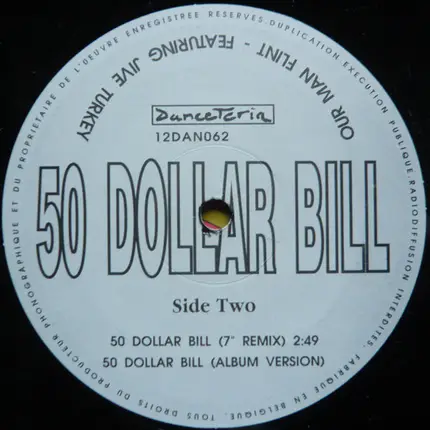 TOUS DROITS DU PRODUCTEUR PHONOGRAPHIQUE ET DU PROPRIETAIRE DE L'OEUVRE ENREGISTREE RESERVES.DUPLICATION EXECUTION PUBLIQUE.RADIODIFFUSION INTERDITES. FABRIQUE EN BELGIQUE.
OUR MAN FLINT - FEATURING JIVE TURKEY
Danceteria
12DAN062
50 DOLLAR BILL
Side Two
50 DOLLAR BILL (7" REMIX) 2:49
50 DOLLAR BILL (ALBUM VERSION)